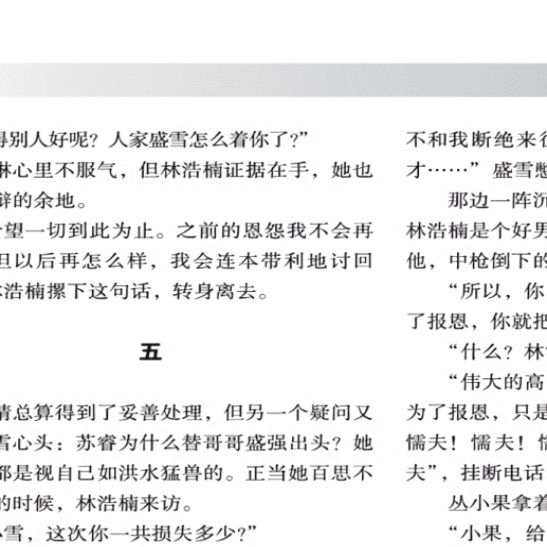 得别人好呢？人家盛雪怎么着你了?”
心里不服气，但林浩楠证据在手，她也
的余地。
望一切到此为止。之前的恩怨我不会再
以后再怎么样，我会连本带利地讨回
浩楠摞下这句话，转身离去。
五
总算得到了妥善处理，但另一个疑问又
雪心头：苏睿为什么替哥哥盛强出头？她
都是视自己如洪水猛兽的。正当她百思不
的时候，林浩楠来访。
小雪，这次你一共损失多少?”
不和我断绝来
才……”盛雪憋
那边一阵沉
林浩楠是个好男
他，中枪倒下的
“所以，你
了报恩，你就把
“什么？林
“伟大的高
为了报恩，只是
懦夫！懦夫！
夫”，挂断电话
丛小果拿着
“小果，给